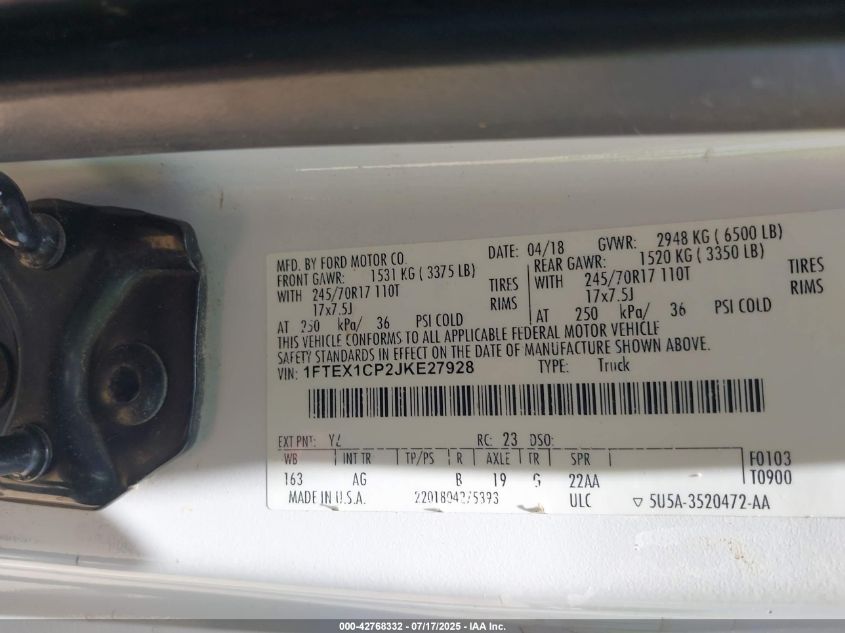 MFD. BY FORD MOTOR CO. DATE: 04/18 GVWR: 2948 KG ( 6500 LB)
FRONT GAWR: 1531 KG ( 3375 LB) REAR GAWR: 1520 KG ( 3350 LB)
WITH 245/70R17 110T TIRES WITH 245/70R17 110T TIRES
17x7.5J RIMS 17x7.5J RIMS
AT 250 kPa/ 36 PSI COLD AT 250 kPa/ 36 PSI COLD
THIS VEHICLE CONFORMS TO ALL APPLICABLE FEDERAL MOTOR VEHICLE
SAFETY STANDARDS IN EFFECT ON THE DATE OF MANUFACTURE SHOWN ABOVE.
VIN: 1FTEX1CP2JKE27928 TYPE: Truck
EXT PNT: YZ RC: 23 DSO:
WB INT TR TP/PS R AXLE TR SPR F0103
163 AG B 19 G 22AA T0900
MADE IN U.S.A. ULC ▽ 5U5A-3520472-AA
000-42768332 - 07/17/2025 - IAA Inc.